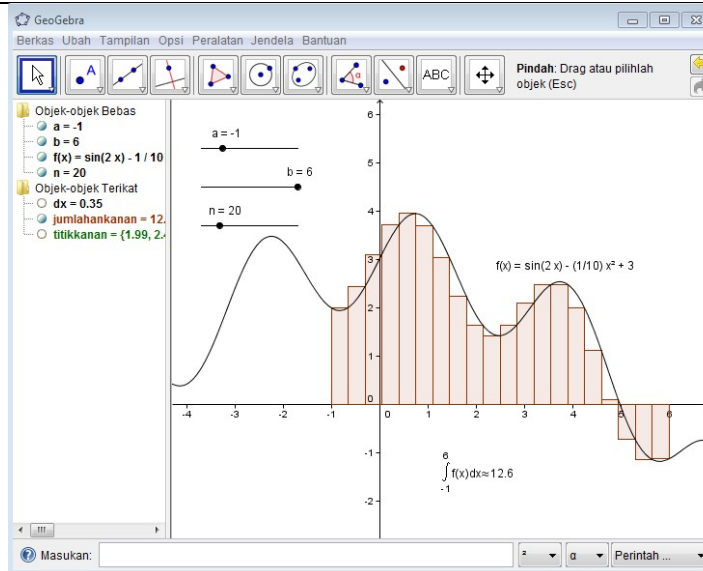 GeoGebra
Berkas Ubah Tampilan Opsi Peralatan Jendela Bantuan
A
α
ABC
Pindah: Drag atau pilihlah
objek (Esc)
Objek-objek Bebas
a = -1
b = 6
f(x) = sin(2 x) - 1 / 10
n = 20
Objek-objek Terikat
dx = 0.35
jumlahankanan = 12.
titikkanan = {1.99, 2.4
a = -1
b = 6
n = 20
f(x) = sin(2 x) - (1/10) x² + 3
6
5
4
3
2
1
0
-4 -3 -2 -1 0 1 2 3 4 5 6
-1
-2
6
∫f(x)dx≈12.6
-1
Masukan:
² α Perintah ...